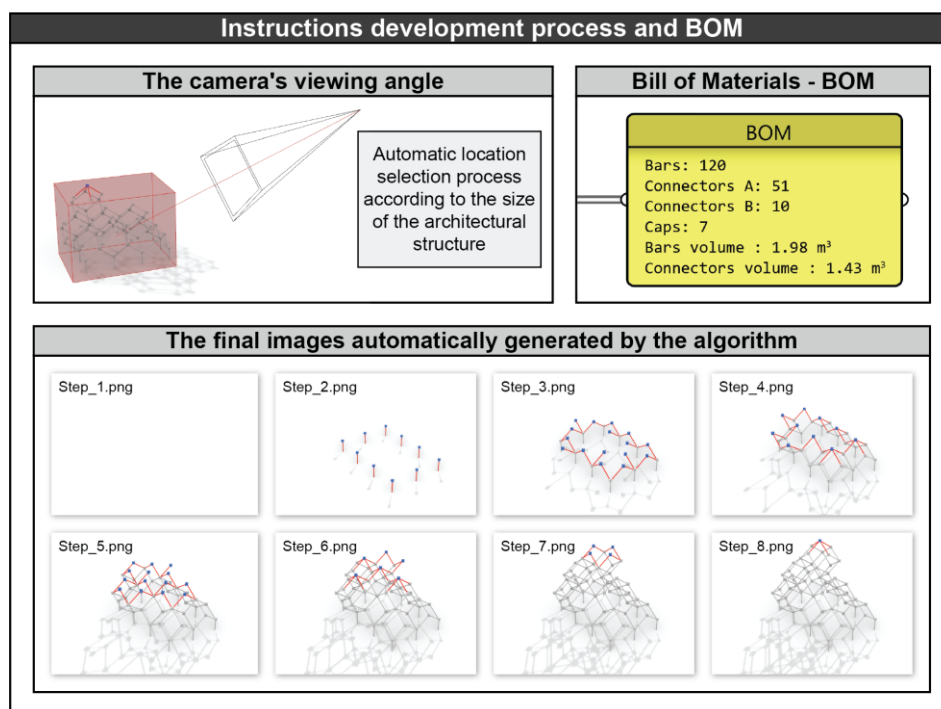 Instructions development process and BOM
The camera's viewing angle
Automatic location
selection process
according to the size
of the architectural
structure
Bill of Materials - BOM
BOM
Bars: 120
Connectors A: 51
Connectors B: 10
Caps: 7
Bars volume : 1.98 m³
Connectors volume : 1.43 m³
The final images automatically generated by the algorithm
Step_1.png
Step_2.png
Step_3.png
Step_4.png
Step_5.png
Step_6.png
Step_7.png
Step_8.png